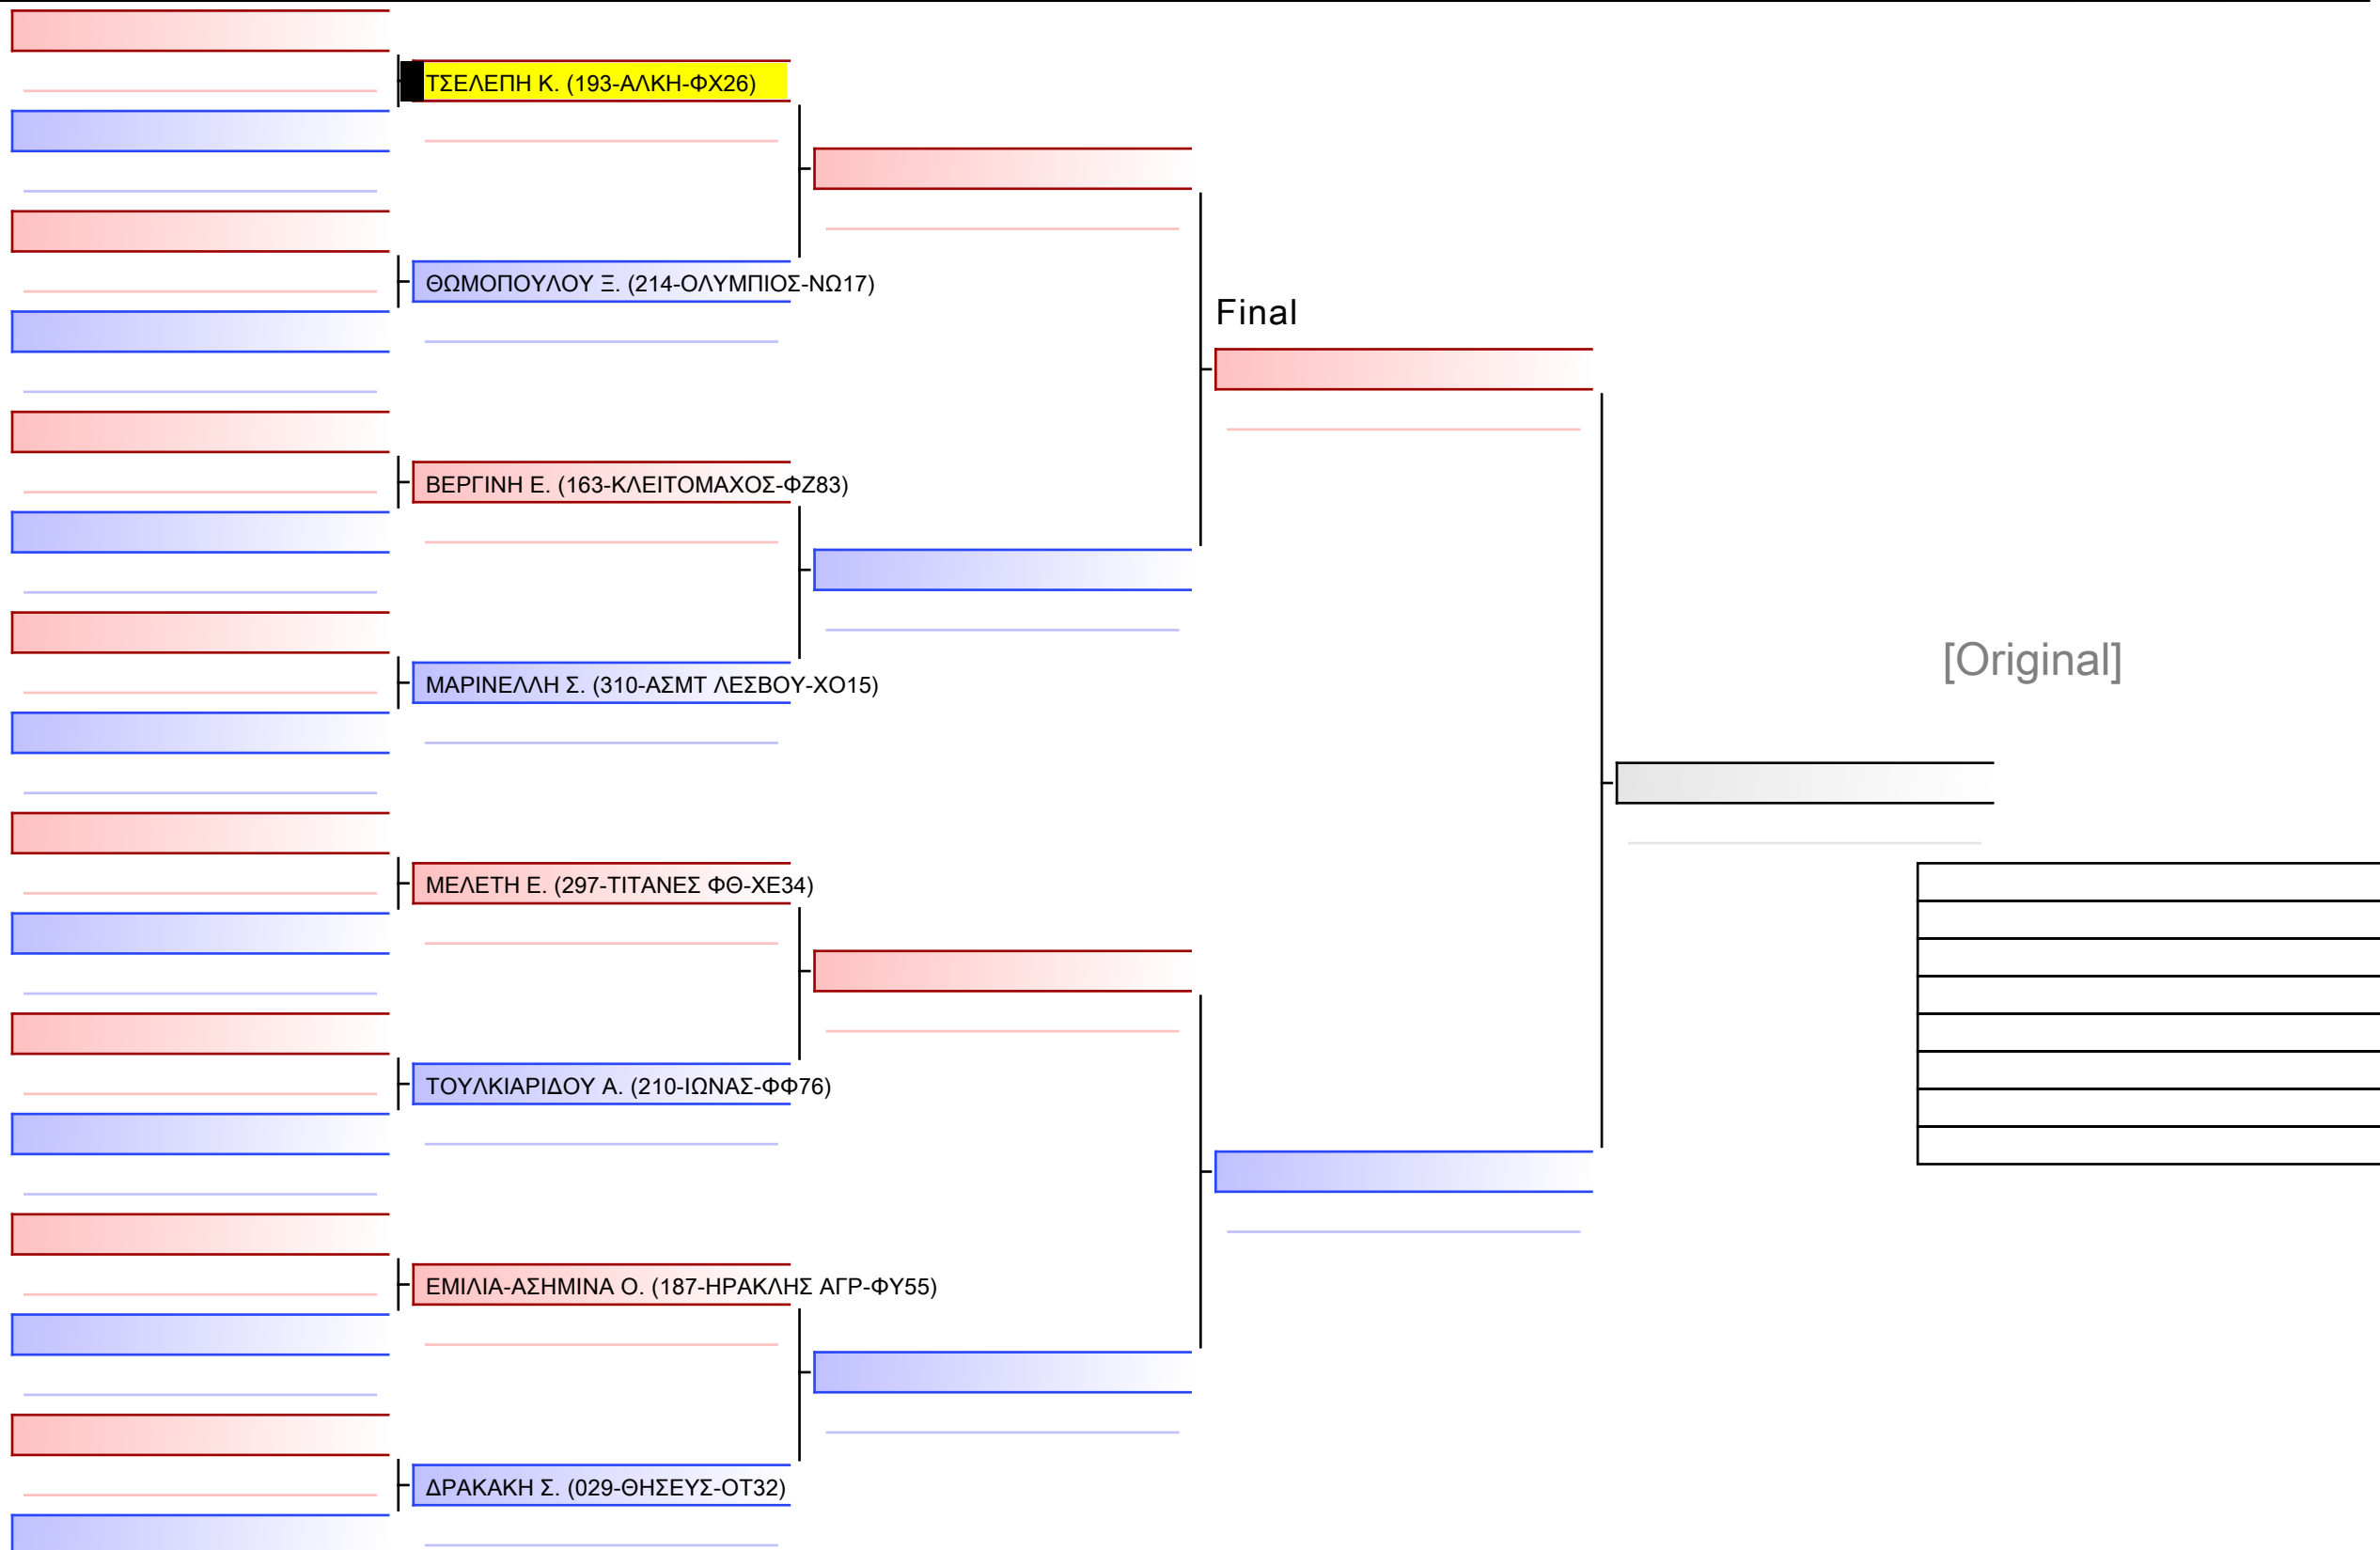 ΤΣΕΛΕΠΗ Κ. (193-ΑΛΚΗ-ΦΧ26)
ΘΩΜΟΠΟΥΛΟΥ Ξ. (214-ΟΛΥΜΠΙΟΣ-ΝΩ17)
Final
ΒΕΡΓΙΝΗ Ε. (163-ΚΛΕΙΤΟΜΑΧΟΣ-ΦΖ83)
[Original]
ΜΑΡΙΝΕΛΛΗ Σ. (310-ΑΣΜΤ ΛΕΣΒΟΥ-ΧΟ15)
ΜΕΛΕΤΗ Ε. (297-ΤΙΤΑΝΕΣ ΦΘ-ΧΕ34)
ΤΟΥΛΚΙΑΡΙΔΟΥ Α. (210-ΙΩΝΑΣ-ΦΦ76)
ΕΜΙΛΙΑ-ΑΣΗΜΙΝΑ Ο. (187-ΗΡΑΚΛΗΣ ΑΓΡ-ΦΥ55)
ΔΡΑΚΑΚΗ Σ. (029-ΘΗΣΕΥΣ-ΟΤ32)